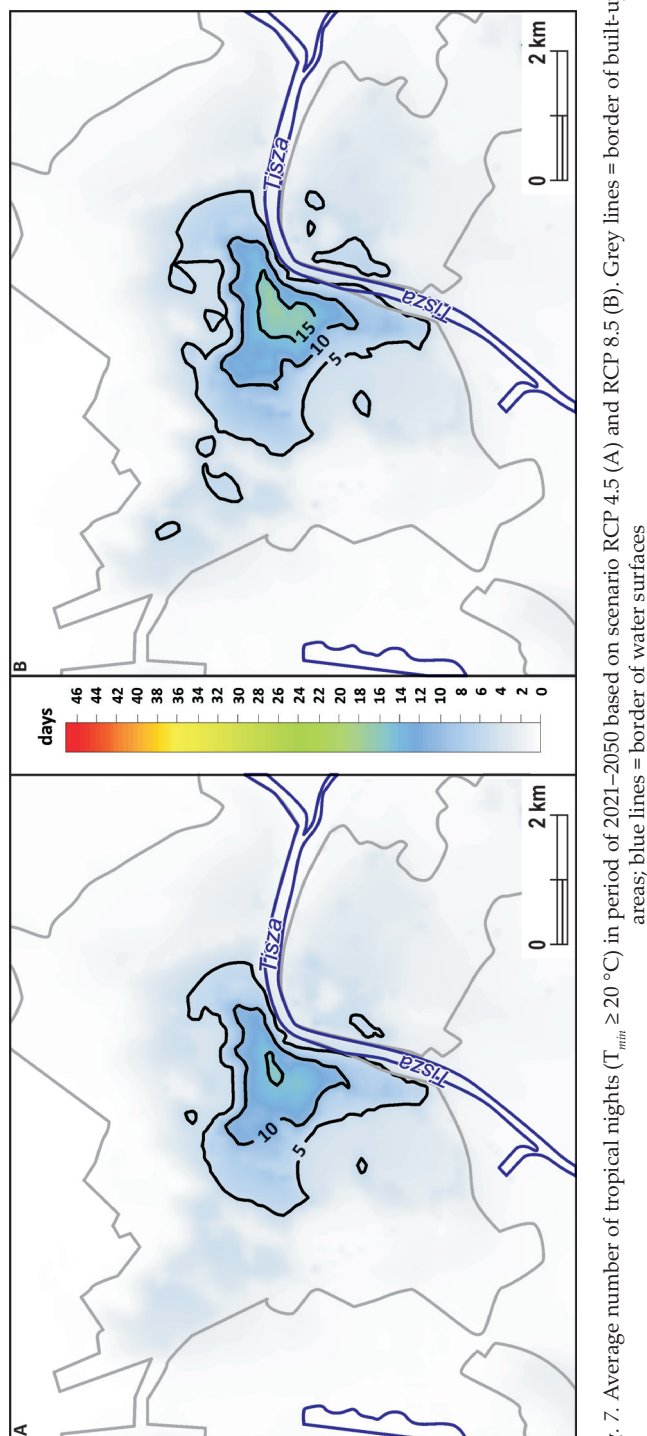 A
Tisza
Tisza
10
5
0
2 km
days
46
44
42
40
38
36
34
32
30
28
26
24
22
20
18
16
14
12
10
8
6
4
2
0
B
Tisza
Tisza
15
10
5
0
2 km
. 7. Average number of tropical nights (Tmin ≥ 20 °C) in period of 2021–2050 based on scenario RCP 4.5 (A) and RCP 8.5 (B). Grey lines = border of built-u
areas; blue lines = border of water surfaces